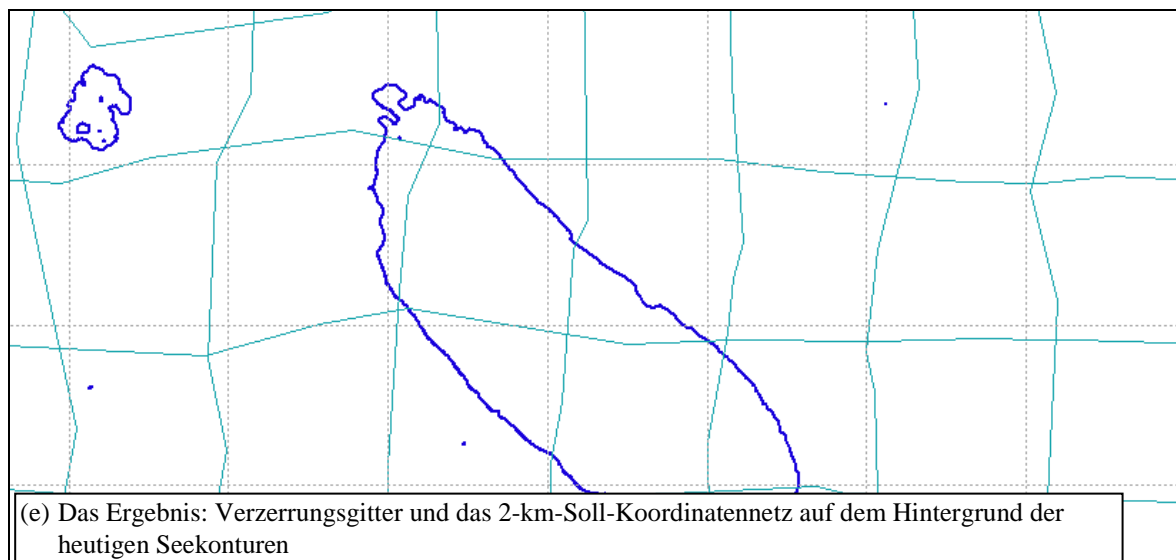 (e) Das Ergebnis: Verzerrungsgitter und das 2-km-Soll-Koordinatennetz auf dem Hintergrund der
heutigen Seekonturen